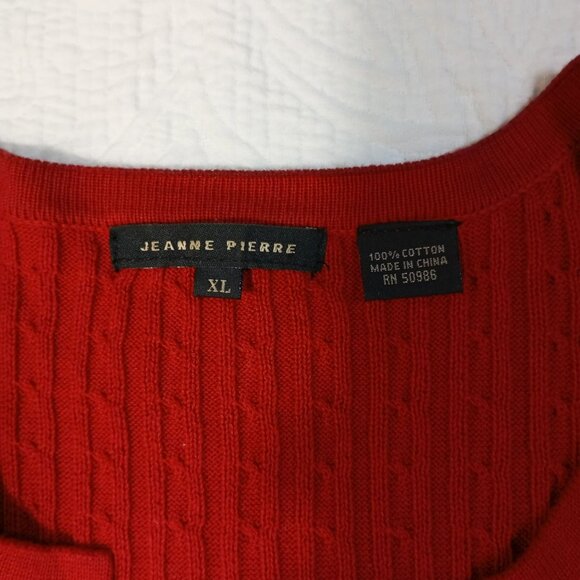 JEANNE PIERRE
XL
100% COTTON
MADE IN CHINA
RN 50986